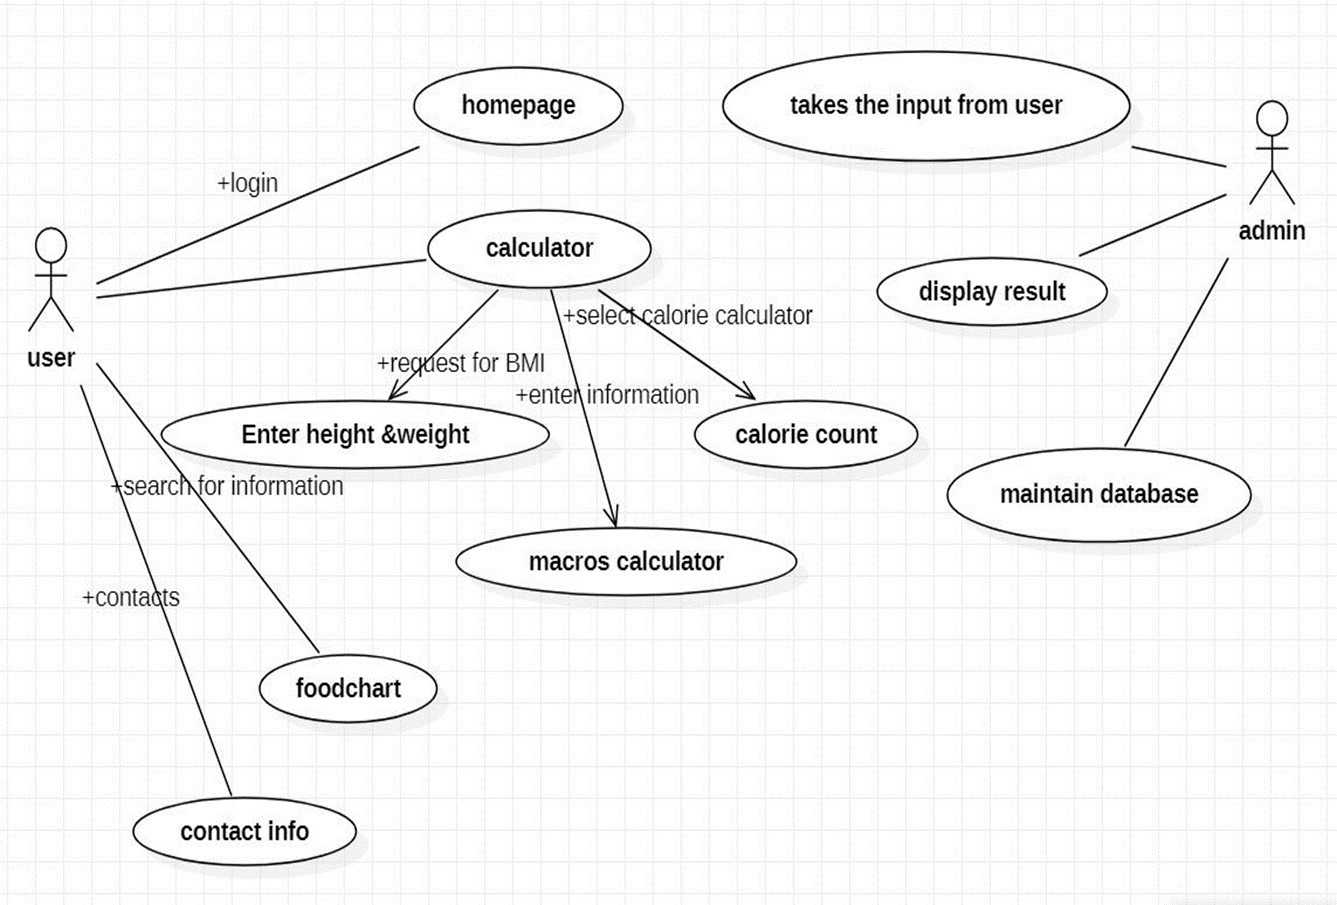 homepage
takes the input from user
+login
admin
calculator
display result
+select calorie calculator
user
+request for BMI
+enter information
Enter height &weight
calorie count
+search for information
maintain database
macros calculator
+contacts
foodchart
contact info